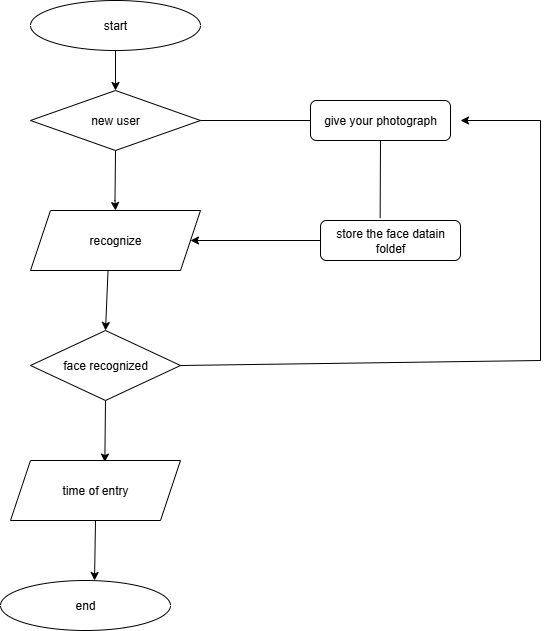 start
new user
give your photograph
recognize
store the face datain
foldef
face recognized
time of entry
end